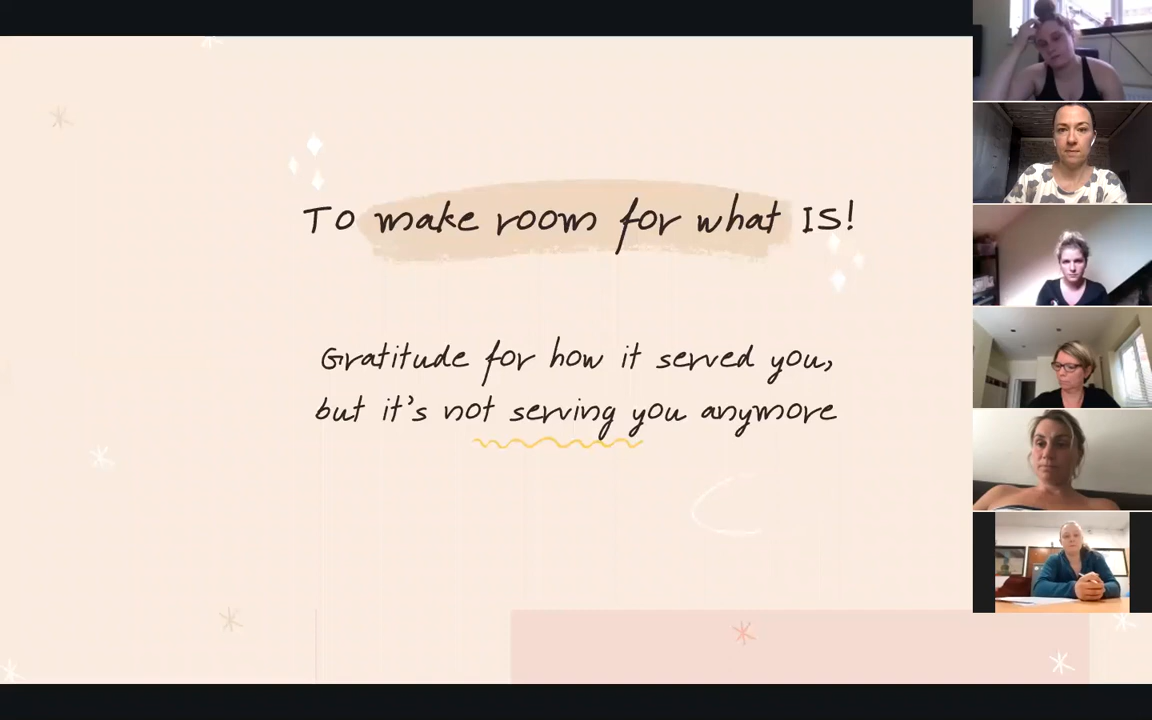 To make room for what IS!
Gratitude for how it served you,
but it's not serving you anymore